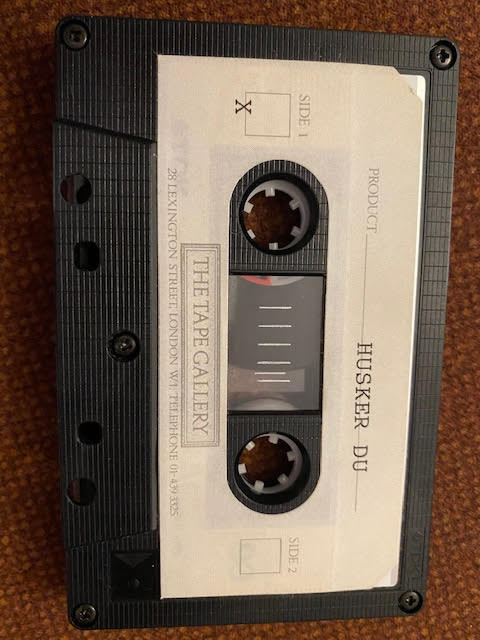 PRODUCT HUSKER DU
SIDE 1
X
SIDE 2
THE TAPE GALLERY
28 LEXINGTON STREET, LONDON W1. TELEPHONE 01-439 3325